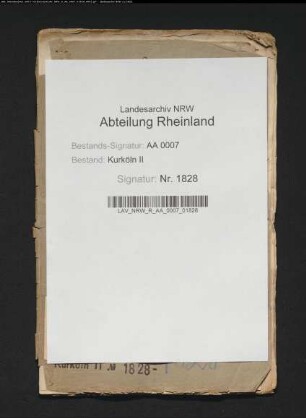 Landesarchiv NRW
Abteilung Rheinland
Bestands-Signatur: AA 0007
Bestand: Kurköln II
Signatur: Nr. 1828
LAV_NRW_R_AA_0007_01828
Kurköln II № 1828-